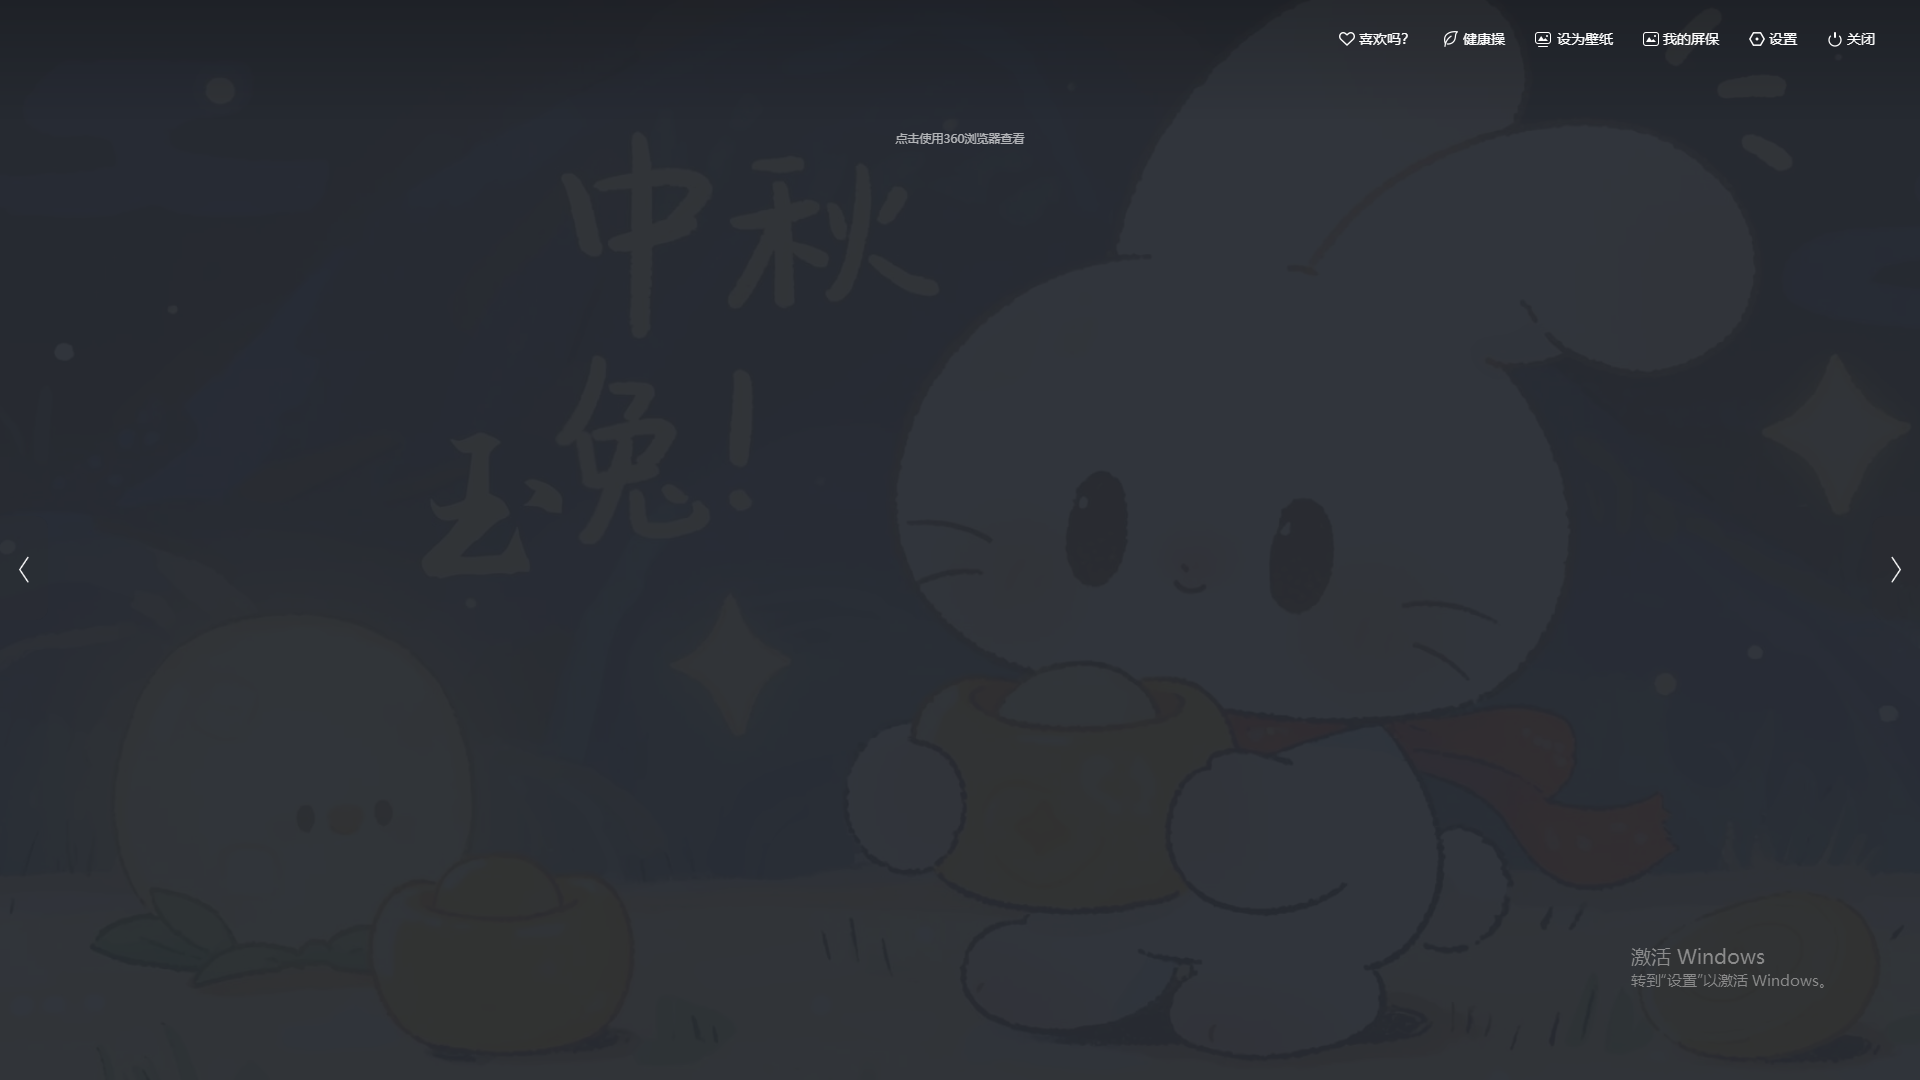 喜欢吗?
健康操
设为壁纸
我的屏保
设置
关闭
点击使用360浏览器查看
中秋
玉兔!
激活 Windows
转到“设置”以激活 Windows。